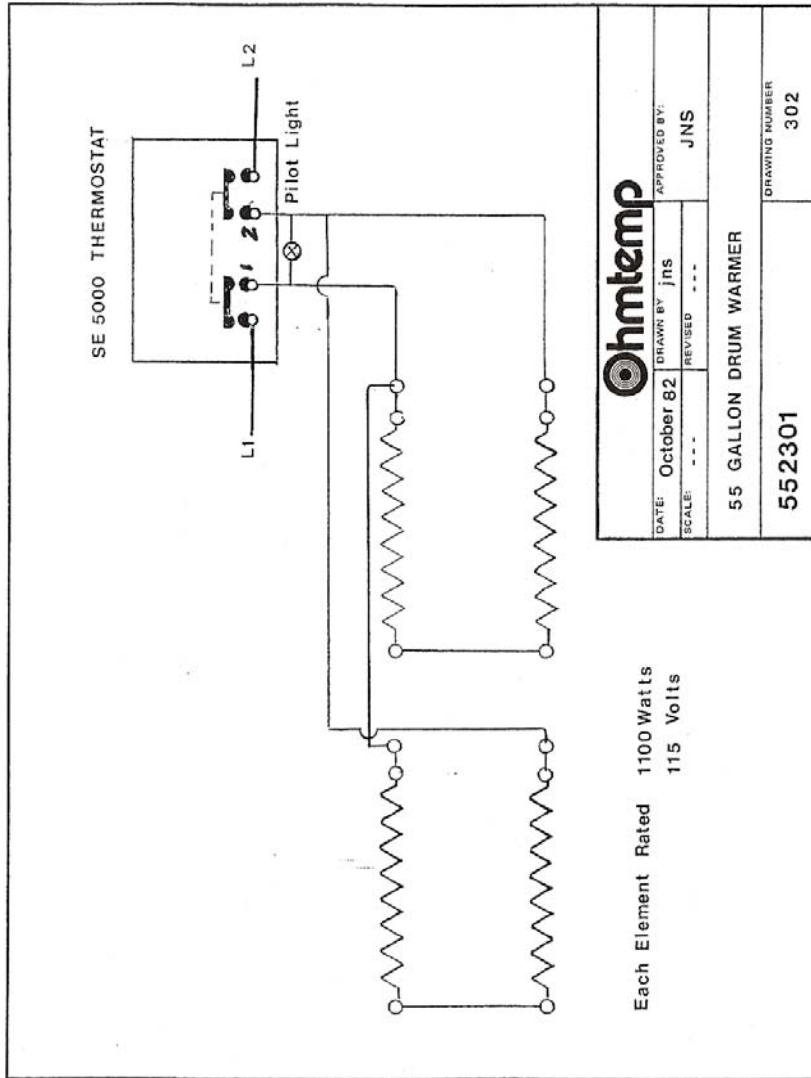 SE 5000 THERMOSTAT
L1
1
2
L2
Pilot Light
Each Element Rated 1100 Watts
115 Volts
Ohmtemp
DATE: October 82
DRAWN BY jns
APPROVED BY:
JNS
SCALE: ---
REVISED ---
55 GALLON DRUM WARMER
552301
DRAWING NUMBER
302